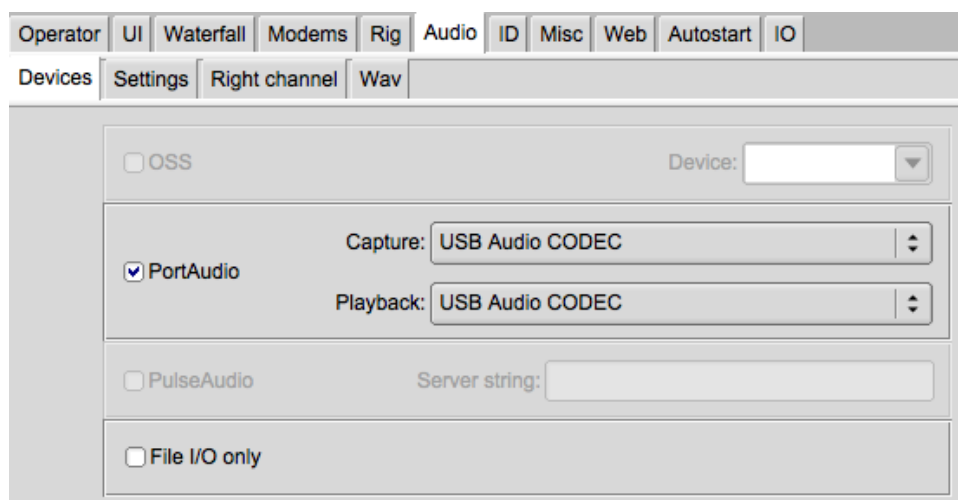 Operator UI Waterfall Modems Rig Audio ID Misc Web Autostart IO
Devices Settings Right channel Wav
OSS Device:
Capture: USB Audio CODEC
PortAudio
Playback: USB Audio CODEC
PulseAudio Server string:
File I/O only